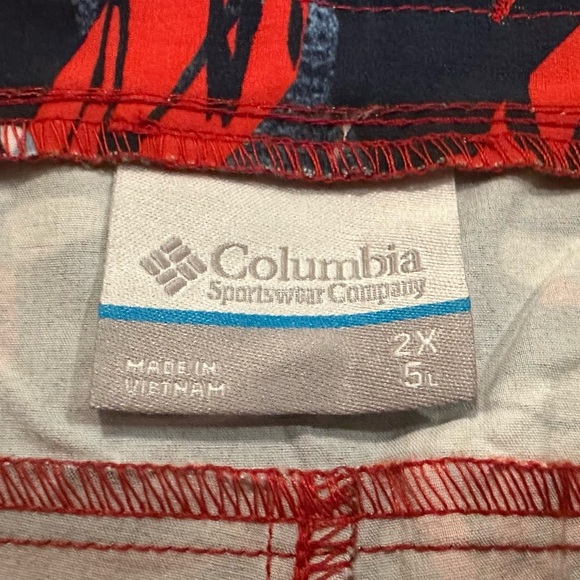 Columbia
Sportswear Company
2X
MADE IN
VIETNAM
5L